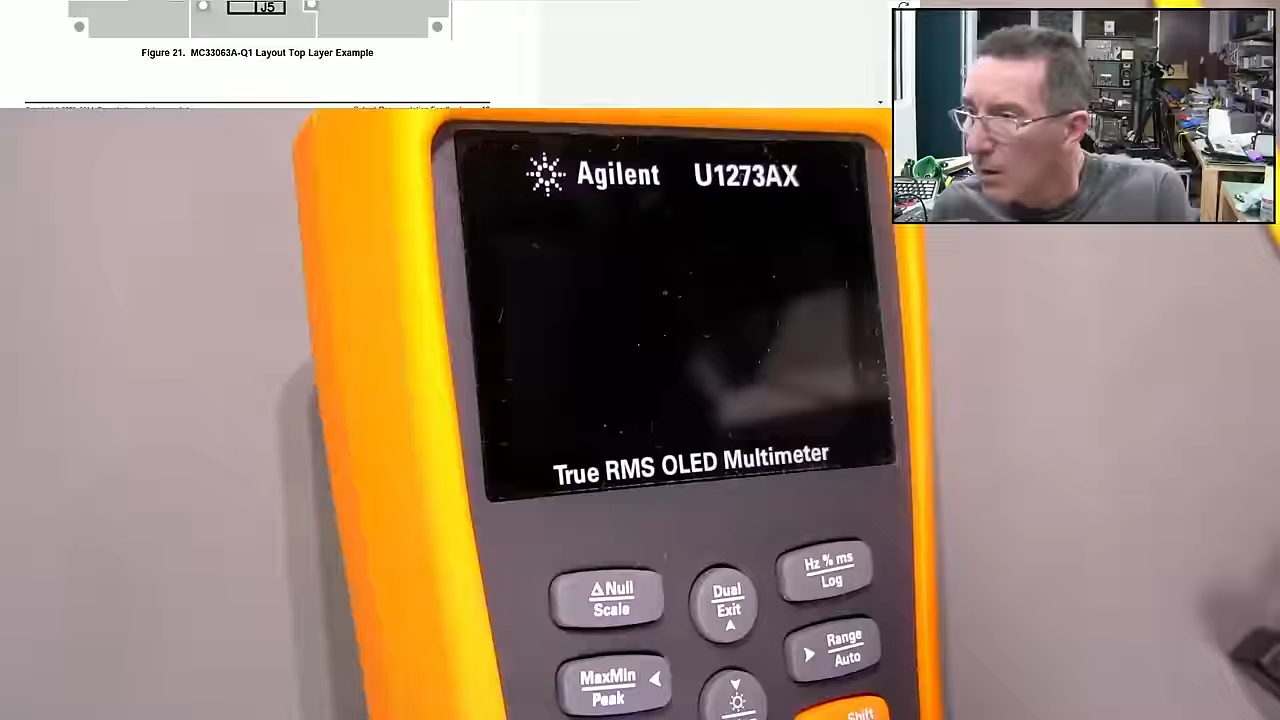 J5
Figure 21. MC33063A-Q1 Layout Top Layer Example
Agilent U1273AX
True RMS OLED Multimeter
ΔNull
Scale
Dual
Exit
Hz % ms
Log
Range
Auto
MaxMin
Peak
Shift